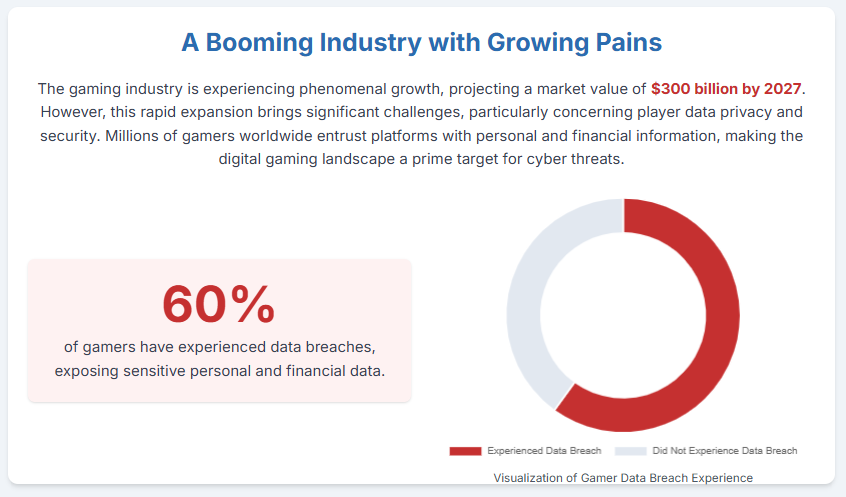 A Booming Industry with Growing Pains
The gaming industry is experiencing phenomenal growth, projecting a market value of $300 billion by 2027.
However, this rapid expansion brings significant challenges, particularly concerning player data privacy and
security. Millions of gamers worldwide entrust platforms with personal and financial information, making the
digital gaming landscape a prime target for cyber threats.
60%
of gamers have experienced data breaches,
exposing sensitive personal and financial data.
Experienced Data Breach
Did Not Experience Data Breach
Visualization of Gamer Data Breach Experience